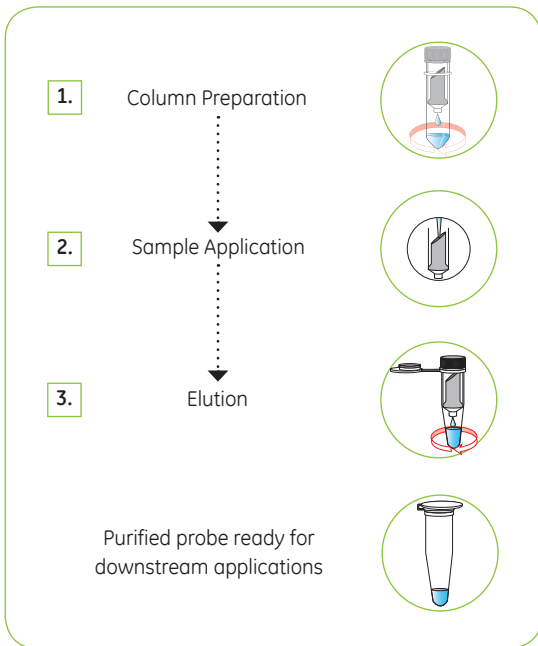 1. Column Preparation
2. Sample Application
3. Elution
Purified probe ready for
downstream applications